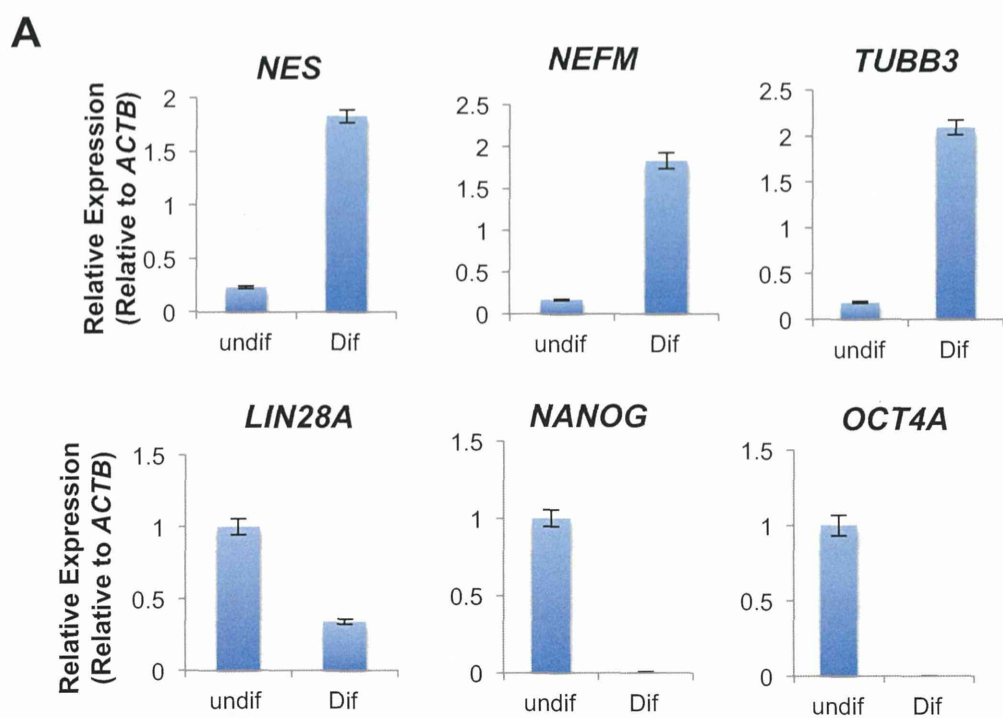 A
NES
NEFM
TUBB3
Relative Expression
(Relative to ACTB)
2
1.5
1
0.5
0
undif
Dif
2.5
2
1.5
1
0.5
0
undif
Dif
2.5
2
1.5
1
0.5
0
undif
Dif
LIN28A
NANOG
OCT4A
Relative Expression
(Relative to ACTB)
1.5
1
0.5
0
undif
Dif
1.5
1
0.5
0
undif
Dif
1.5
1
0.5
0
undif
Dif